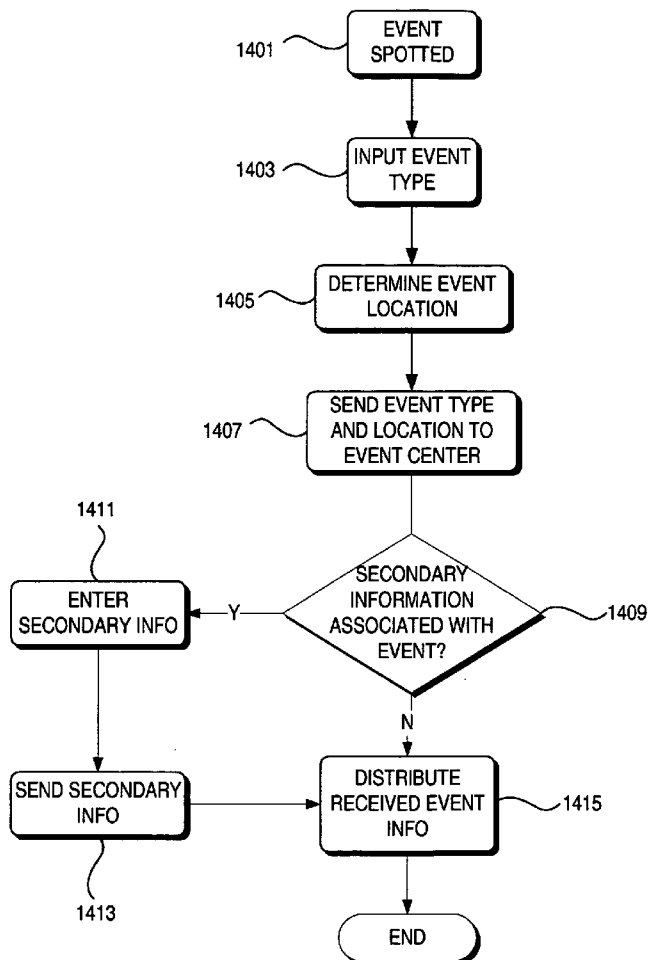 EVENT
SPOTTED
1401
INPUT EVENT
TYPE
1403
DETERMINE EVENT
LOCATION
1405
SEND EVENT TYPE
AND LOCATION TO
EVENT CENTER
1407
SECONDARY
INFORMATION
ASSOCIATED WITH
EVENT?
1409
Y
N
1411
ENTER
SECONDARY INFO
SEND SECONDARY
INFO
1413
DISTRIBUTE
RECEIVED EVENT
INFO
1415
END